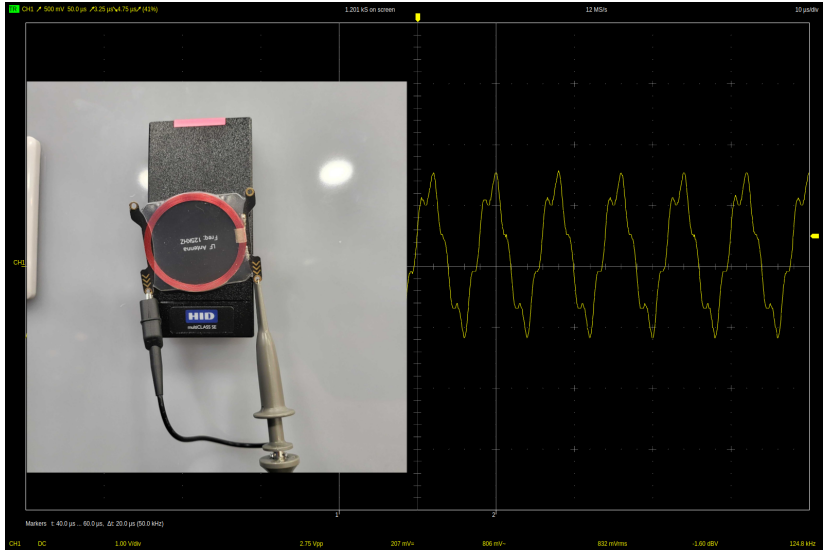 CH1 ↗ 500 mV 50.0 µs ↗3.25 µs↘4.75 µs↗ (41%)
1.201 kS on screen
12 MS/s
10 µs/div
CH1
LF Antenna
Freq: 125KHZ
HID
multiCLASS SE
1
2
Markers t: 40.0 µs ... 60.0 µs, Δt: 20.0 µs (50.0 kHz)
CH1 DC 1.00 V/div 2.75 Vpp 207 mV= 806 mV~ 832 mVrms -1.60 dBV 124.8 kHz